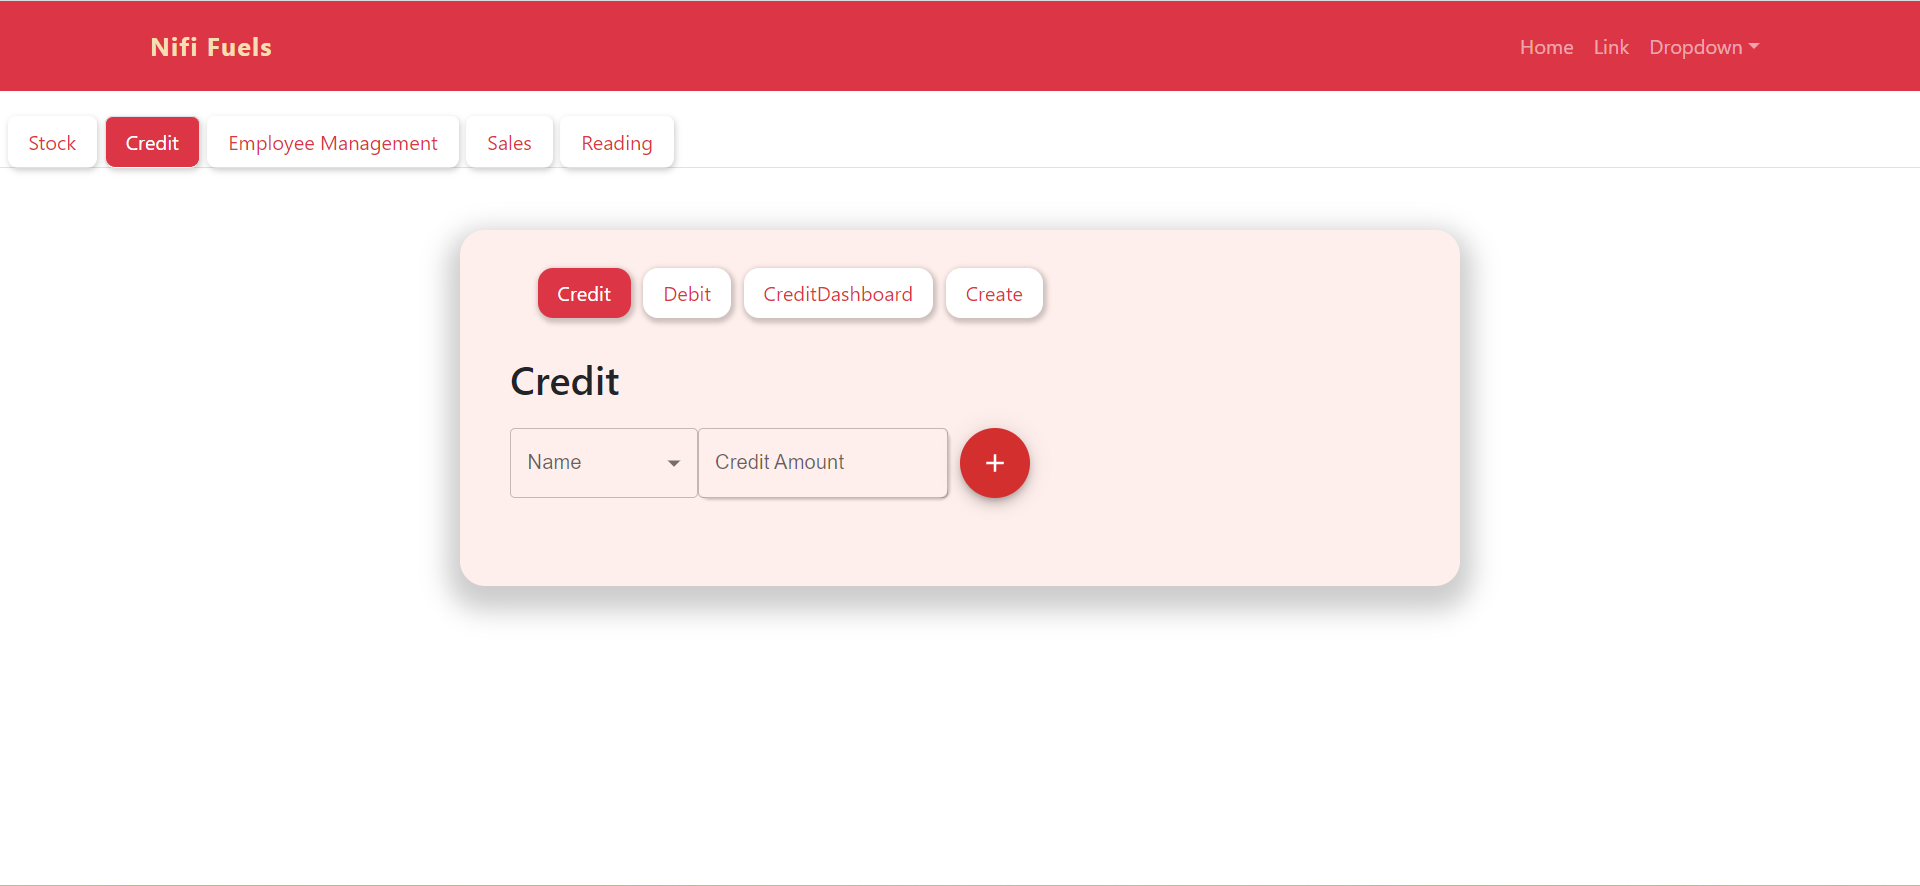 Nifi Fuels
Home Link Dropdown
Stock Credit Employee Management Sales Reading
Credit Debit CreditDashboard Create
Credit
Name Credit Amount +